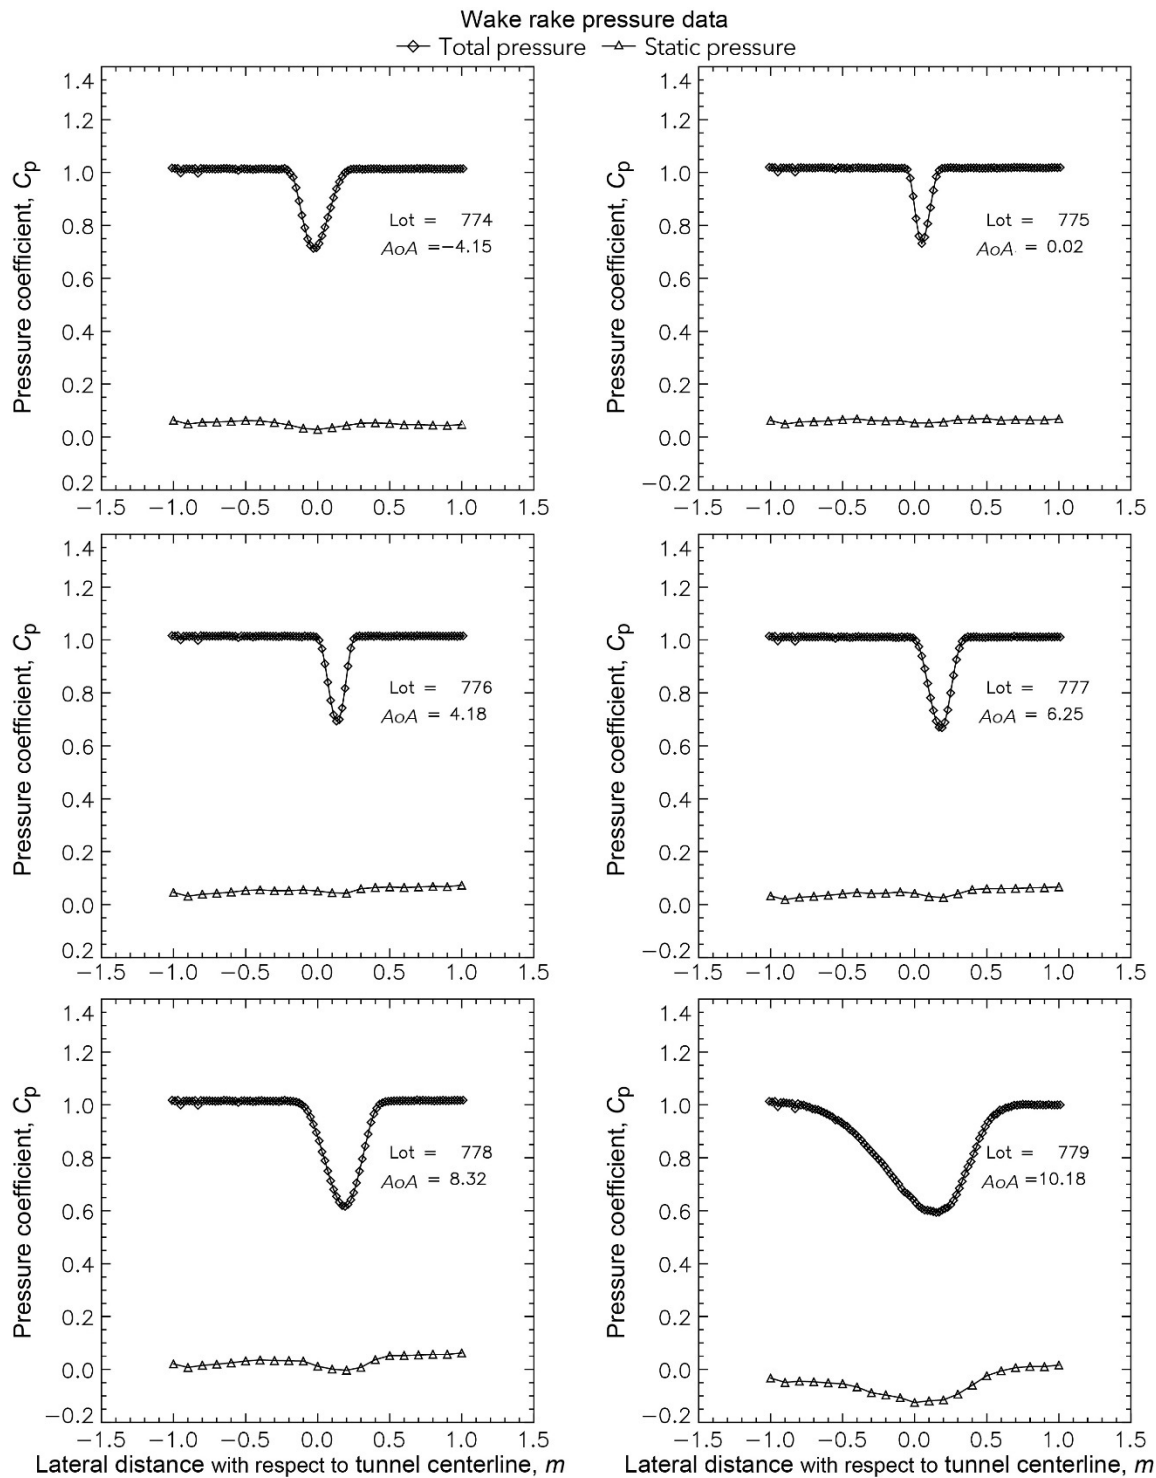 Wake rake pressure data
Total pressure Static pressure
Pressure coefficient, Cp
1.4
1.2
1.0
0.8
0.6
0.4
0.2
0.0
0.2
Lot = 774
AoA =−4.15
−1.5 −1.0 −0.5 0.0 0.5 1.0 1.5
Pressure coefficient, Cp
1.4
1.2
1.0
0.8
0.6
0.4
0.2
0.0
−0.2
Lot = 775
AoA = 0.02
−1.5 −1.0 −0.5 0.0 0.5 1.0 1.5
Pressure coefficient, Cp
1.4
1.2
1.0
0.8
0.6
0.4
0.2
0.0
0.2
Lot = 776
AoA = 4.18
−1.5 −1.0 −0.5 0.0 0.5 1.0 1.5
Pressure coefficient, Cp
1.4
1.2
1.0
0.8
0.6
0.4
0.2
0.0
−0.2
Lot = 777
AoA = 6.25
−1.5 −1.0 −0.5 0.0 0.5 1.0 1.5
Pressure coefficient, Cp
1.4
1.2
1.0
0.8
0.6
0.4
0.2
0.0
−0.2
Lot = 778
AoA = 8.32
−1.5 −1.0 −0.5 0.0 0.5 1.0 1.5
Lateral distance with respect to tunnel centerline, m
Pressure coefficient, Cp
1.4
1.2
1.0
0.8
0.6
0.4
0.2
0.0
−0.2
Lot = 779
AoA =10.18
−1.5 −1.0 −0.5 0.0 0.5 1.0 1.5
Lateral distance with respect to tunnel centerline, m